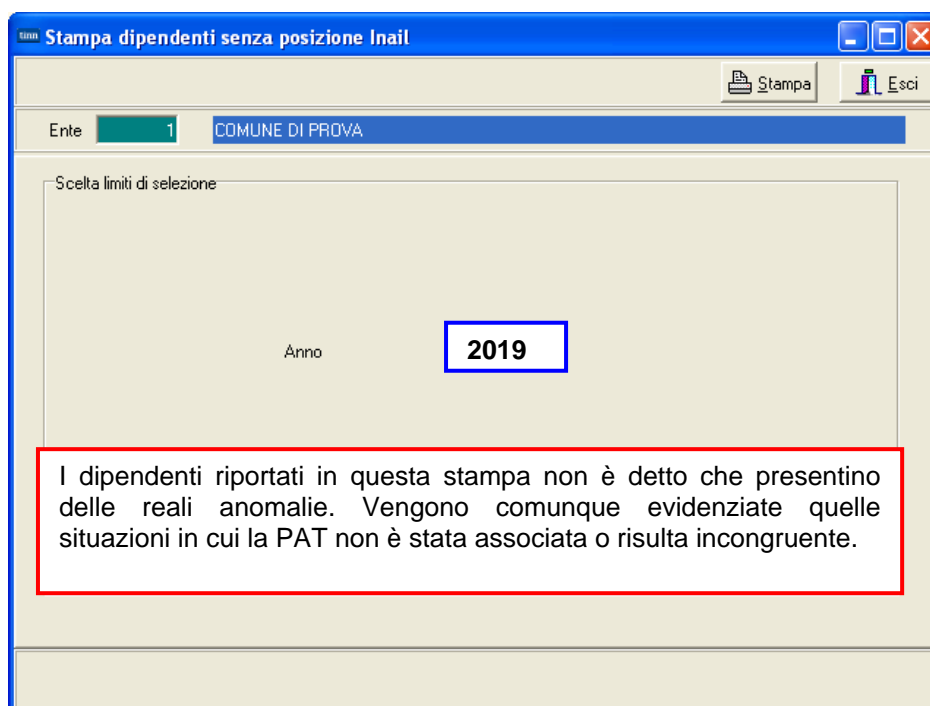 tinn Stampa dipendenti senza posizione Inail
Stampa Esci
Ente 1 COMUNE DI PROVA
Scelta limiti di selezione
Anno 2019
I dipendenti riportati in questa stampa non è detto che presentino
delle reali anomalie. Vengono comunque evidenziate quelle
situazioni in cui la PAT non è stata associata o risulta incongruente.